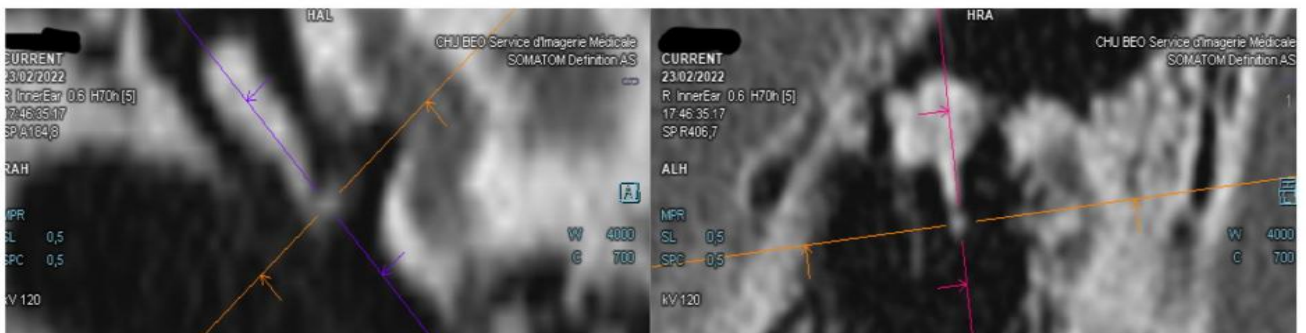 HAL
CHU BEO Service d'Imagerie Médicale
SOMATOM Definition AS
CURRENT
23/02/2022
R InnerEar 0.6 H70h [5]
17:46:35.17
SP A164,8
RAH
A
MPR
SL 0,5
SPC 0,5
kV 120
W 4000
C 700
HRA
CHU BEO Service d'Imagerie Médicale
SOMATOM Definition AS
CURRENT
23/02/2022
R InnerEar 0.6 H70h [5]
17:46:35.17
SP R406,7
1
ALH
MPR
SL 0,5
SPC 0,5
kV 120
W 4000
C 700